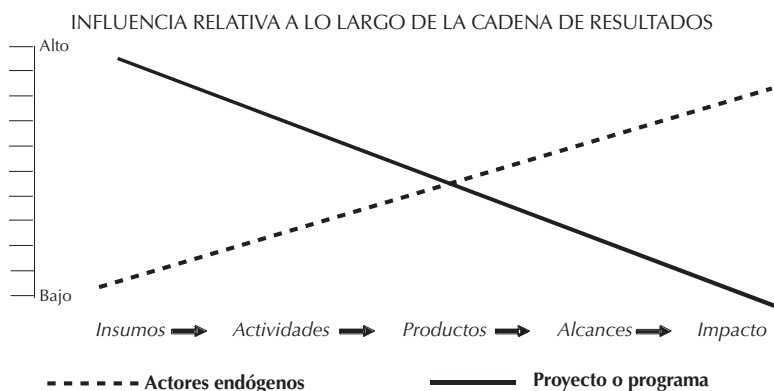 INFLUENCIA RELATIVA A LO LARGO DE LA CADENA DE RESULTADOS
Alto
Bajo
Insumos Actividades Productos Alcances Impacto
Actores endógenos Proyecto o programa